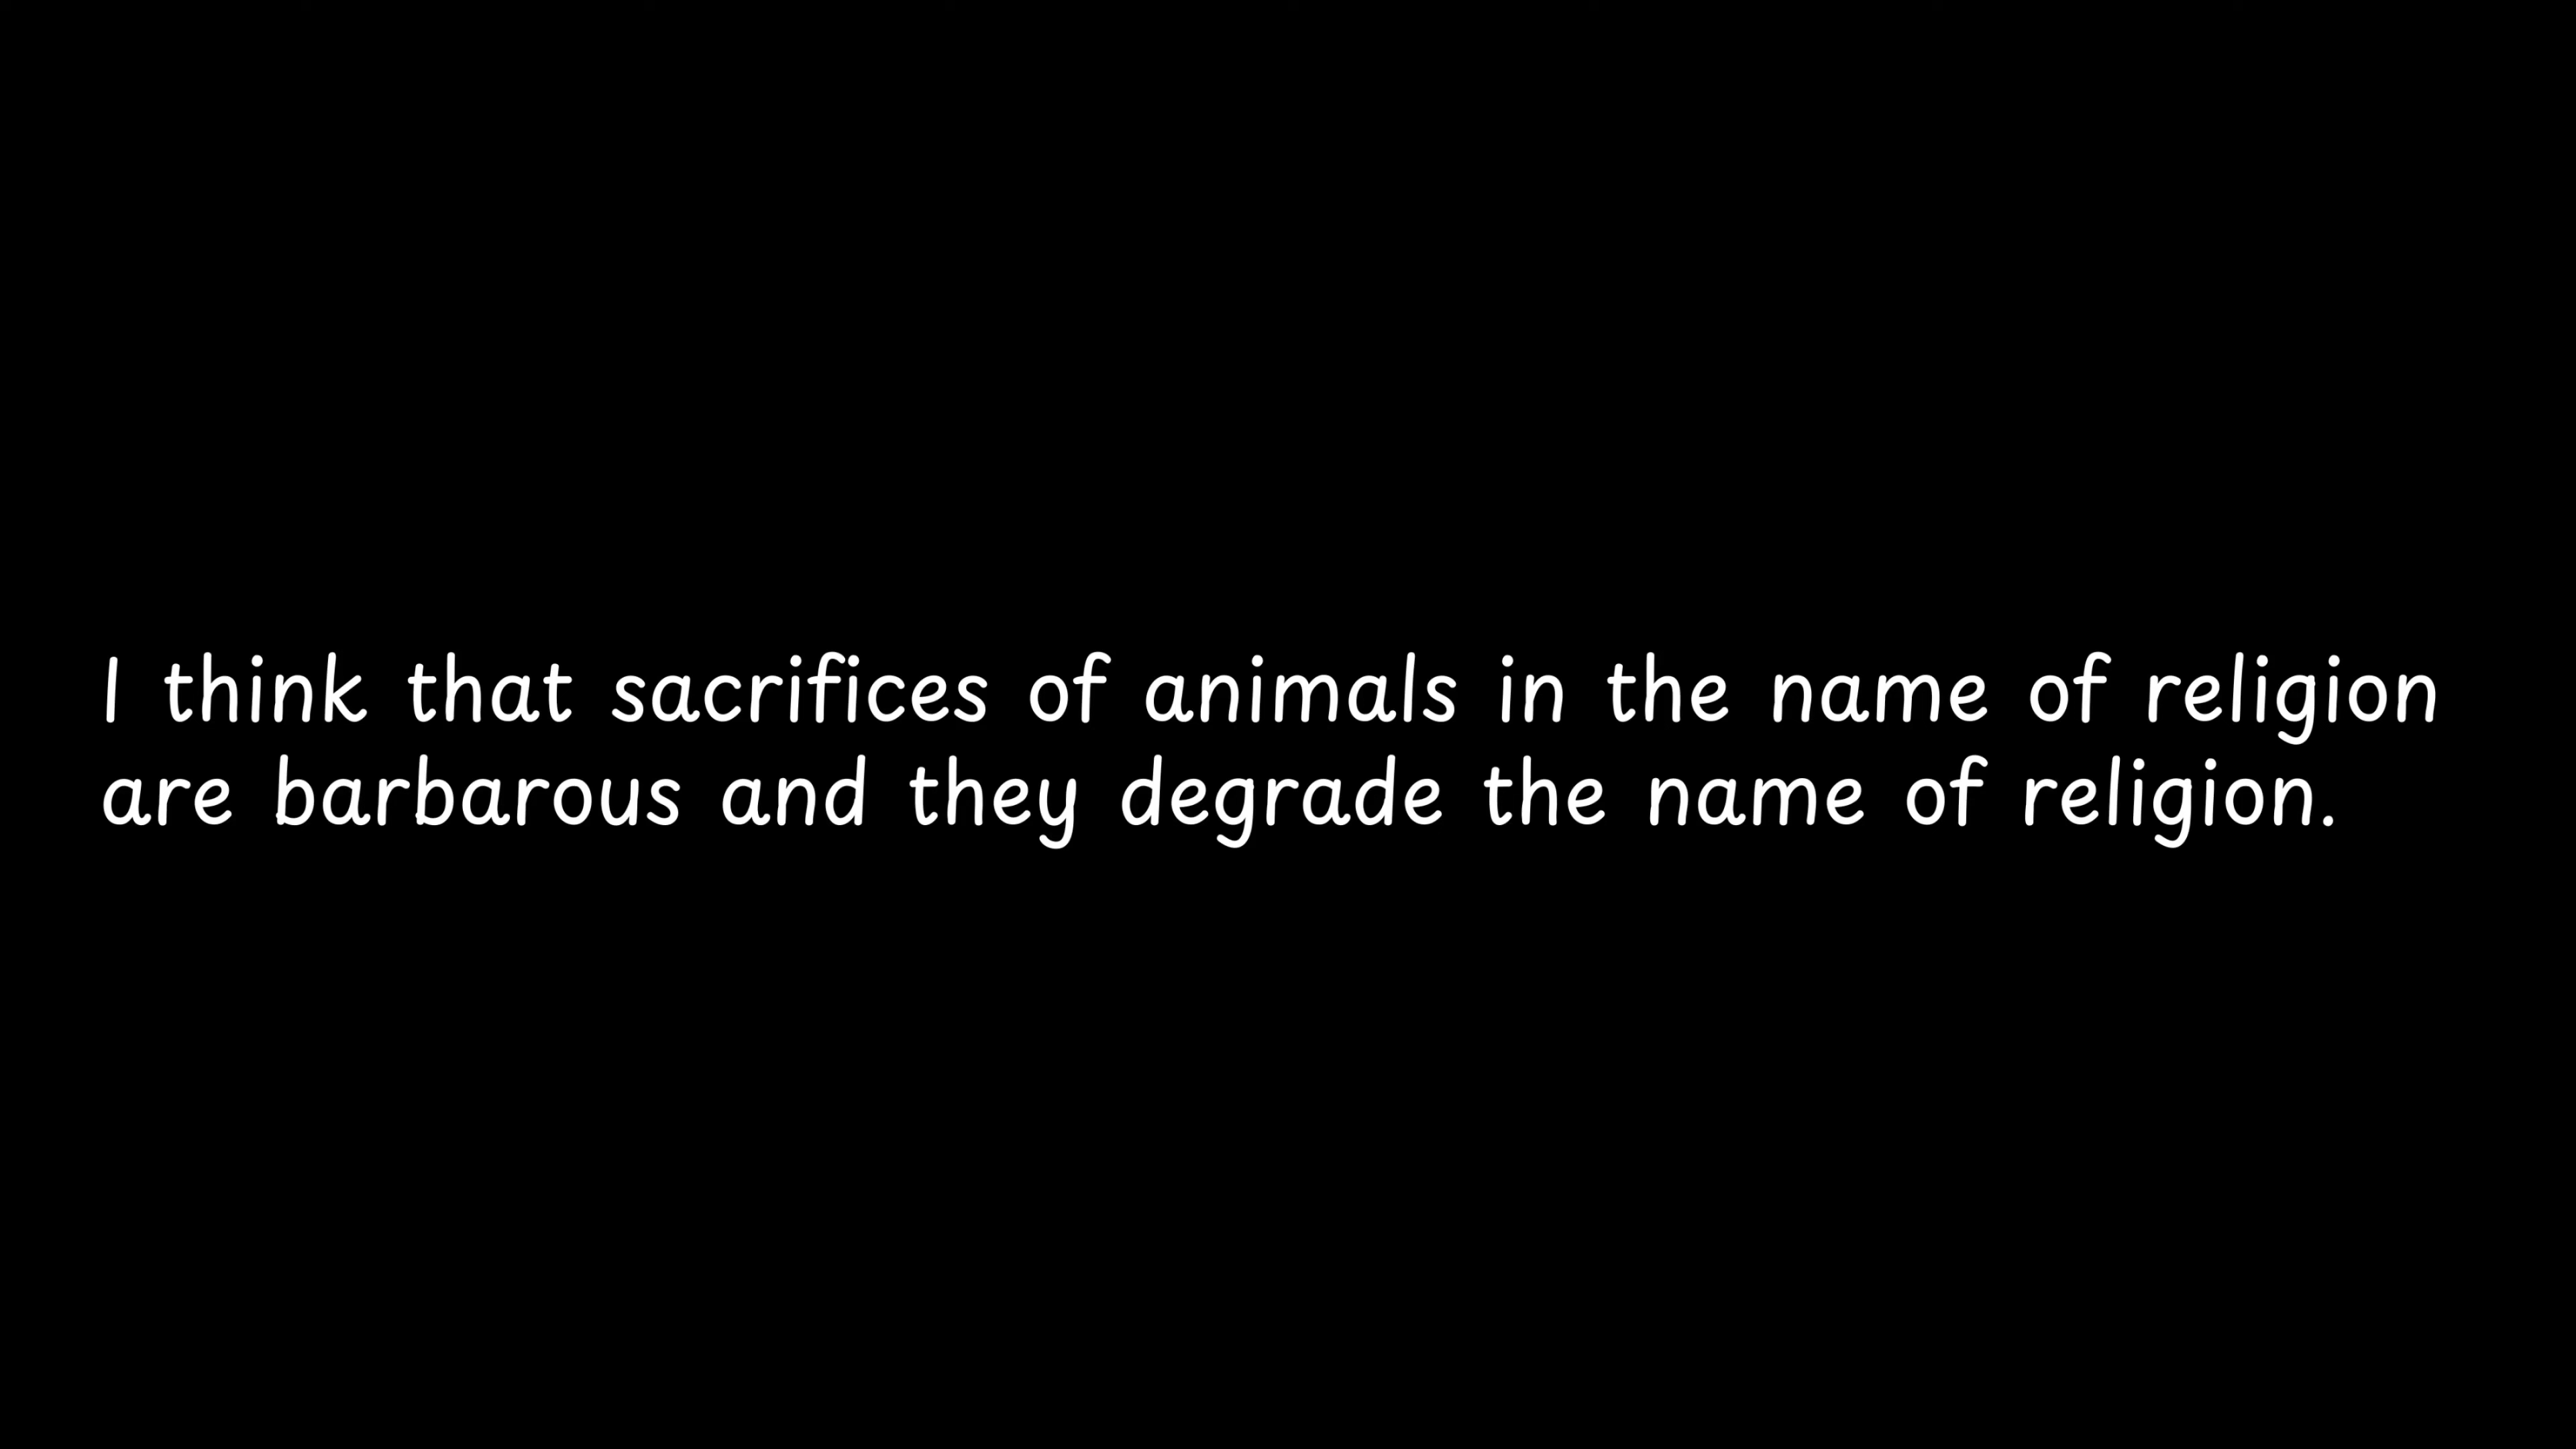 I think that sacrifices of animals in the name of religion
are barbarous and they degrade the name of religion.